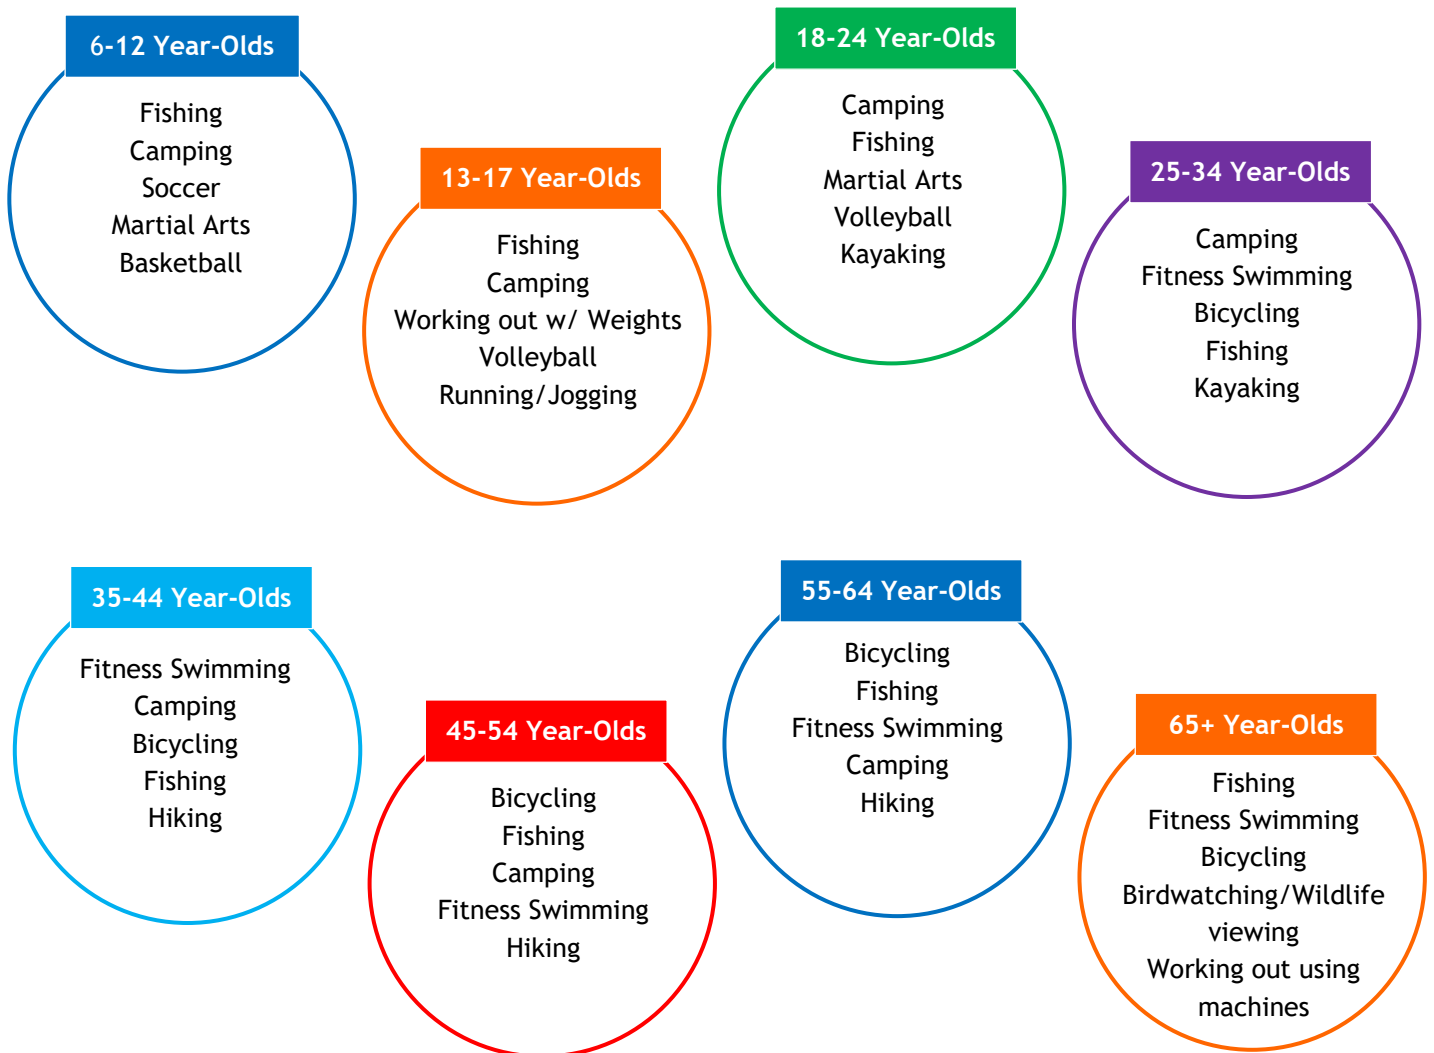 6-12 Year-Olds
Fishing
Camping
Soccer
Martial Arts
Basketball
13-17 Year-Olds
Fishing
Camping
Working out w/ Weights
Volleyball
Running/Jogging
18-24 Year-Olds
Camping
Fishing
Martial Arts
Volleyball
Kayaking
25-34 Year-Olds
Camping
Fitness Swimming
Bicycling
Fishing
Kayaking
35-44 Year-Olds
Fitness Swimming
Camping
Bicycling
Fishing
Hiking
45-54 Year-Olds
Bicycling
Fishing
Camping
Fitness Swimming
Hiking
55-64 Year-Olds
Bicycling
Fishing
Fitness Swimming
Camping
Hiking
65+ Year-Olds
Fishing
Fitness Swimming
Bicycling
Birdwatching/Wildlife
viewing
Working out using
machines